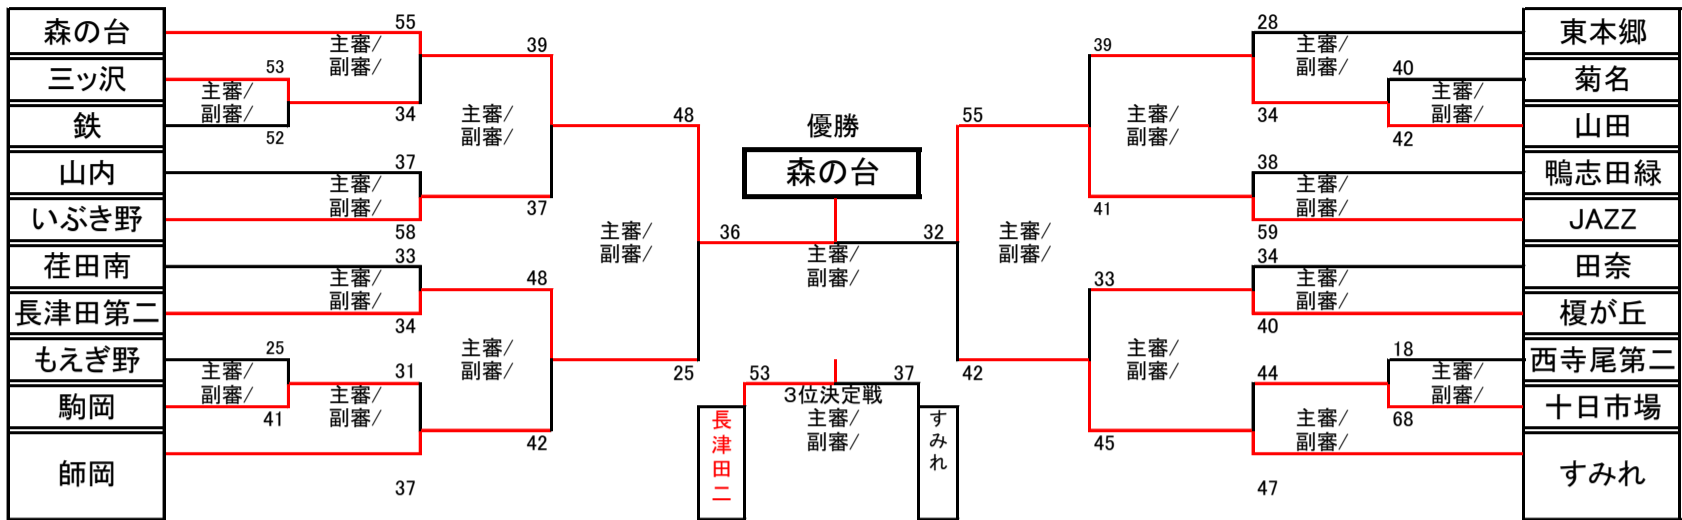 森の台
三ッ沢
鉄
山内
いぶき野
荏田南
長津田第二
もえぎ野
駒岡
師岡
53
主審/
副審/
52
25
主審/
副審/
41
55
主審/
副審/
34
37
主審/
副審/
58
33
主審/
副審/
34
31
主審/
副審/
37
39
主審/
副審/
37
48
主審/
副審/
42
48
主審/
副審/
25
優勝
森の台
36
32
主審/
副審/
53
37
3位決定戦
主審/
副審/
長津田二
すみれ
55
主審/
副審/
42
39
主審/
副審/
41
33
主審/
副審/
45
28
主審/
副審/
34
38
主審/
副審/
59
34
主審/
副審/
40
44
主審/
副審/
47
40
主審/
副審/
42
18
主審/
副審/
68
東本郷
菊名
山田
鴨志田緑
JAZZ
田奈
榎が丘
西寺尾第二
十日市場
すみれ